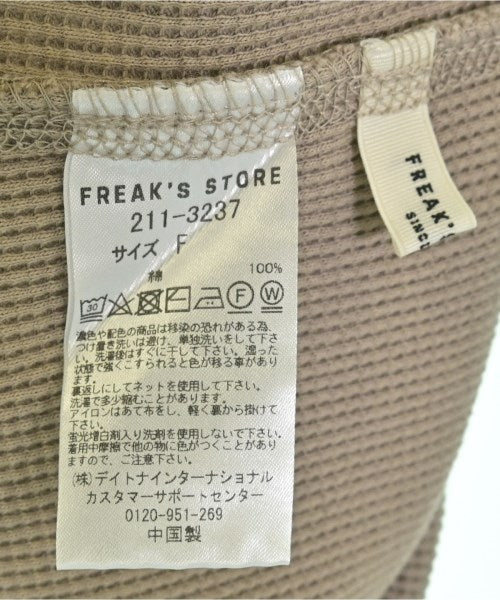 FREAK'S STORE
211-3237
サイズ F
綿
100%
30
F
W
濃色や配色の商品は移染の恐れがある為、
つけ置き洗いは避け、単独洗いをして下さ
い。洗濯後はすぐに干して下さい。湿った
状態で強くこすられると色が移る事があり
ます。
裏返しにしてネットを使用して下さい。
洗濯で多少縮むことがあります。
アイロンはあて布をし、軽く裏から掛けて
下さい。
蛍光増白剤入り洗剤を使用しないで下さい。
着用中摩擦で他の物に色がつくことがあり
ますので、ご注意下さい。
(株)デイトナインターナショナル
カスタマーサポートセンター
0120-951-269
中国製
FREAK'S
SINC